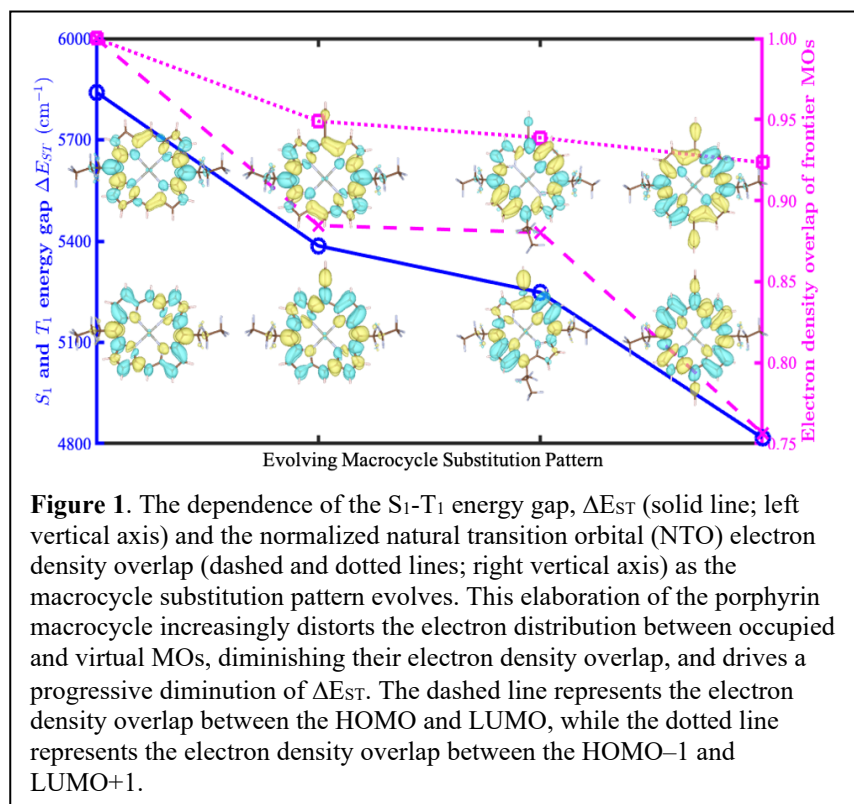 6000
5700
5400
5100
4800
S₁ and T₁ energy gap ΔE_ST (cm⁻¹)
1.00
0.95
0.90
0.85
0.80
0.75
Electron density overlap of frontier MOs
Evolving Macrocycle Substitution Pattern
Figure 1. The dependence of the S₁-T₁ energy gap, ΔE_ST (solid line; left
vertical axis) and the normalized natural transition orbital (NTO) electron
density overlap (dashed and dotted lines; right vertical axis) as the
macrocycle substitution pattern evolves. This elaboration of the porphyrin
macrocycle increasingly distorts the electron distribution between occupied
and virtual MOs, diminishing their electron density overlap, and drives a
progressive diminution of ΔE_ST. The dashed line represents the electron
density overlap between the HOMO and LUMO, while the dotted line
represents the electron density overlap between the HOMO–1 and
LUMO+1.